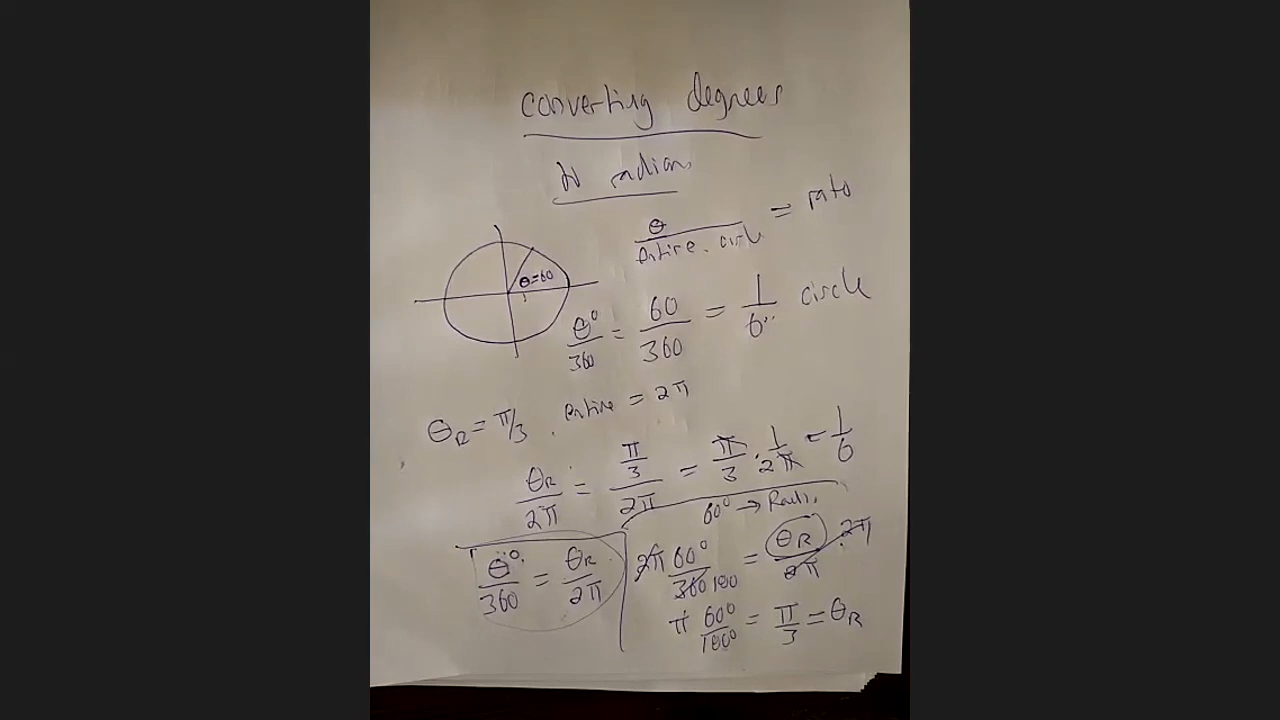 converting degrees
to radians
θ / entire circle = ratio
θ=60
θ° / 360 = 60 / 360 = 1 / 6 circle
θR = π/3 . entire = 2π
θR / 2π = (π/3) / 2π = π/3 · 1/2π = 1/6
60° → Radi.
θ° / 360 = θR / 2π
2π 60° / 360 180 = θR / 2π · 2π
π 60° / 180° = π/3 = θR